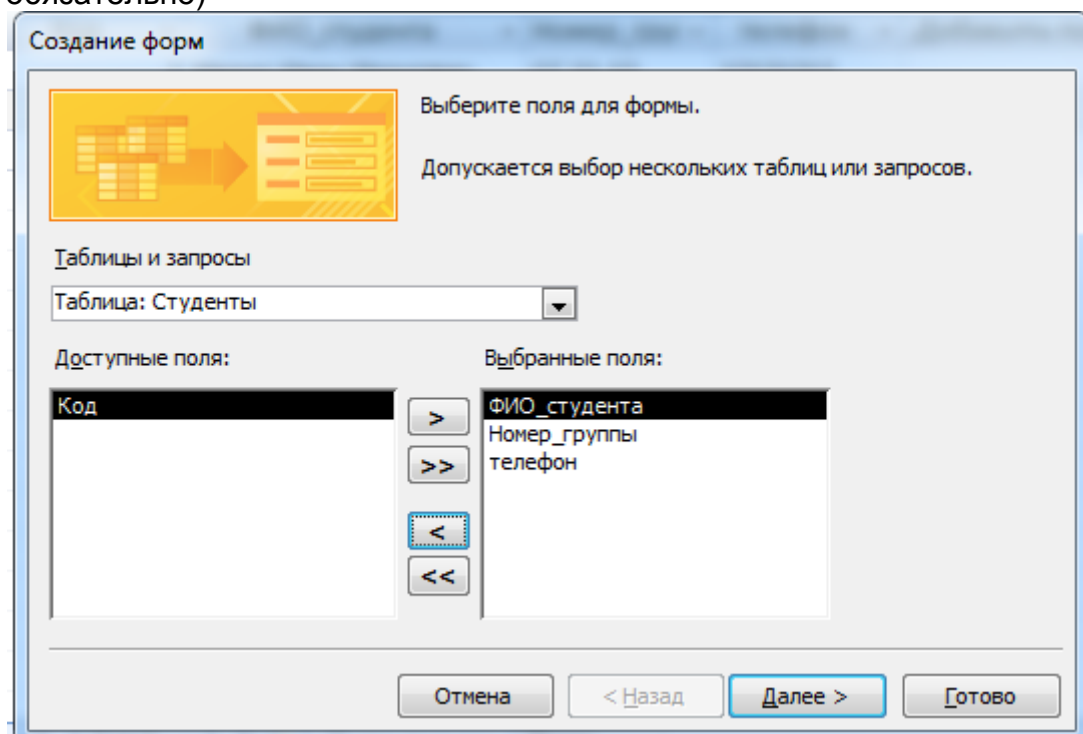 обязательно)
Создание форм
Выберите поля для формы.
Допускается выбор нескольких таблиц или запросов.
Таблицы и запросы
Таблица: Студенты
Доступные поля:
Выбранные поля:
Код
>
>>
<
<<
ФИО_студента
Номер_группы
телефон
Отмена
< Назад
Далее >
Готово